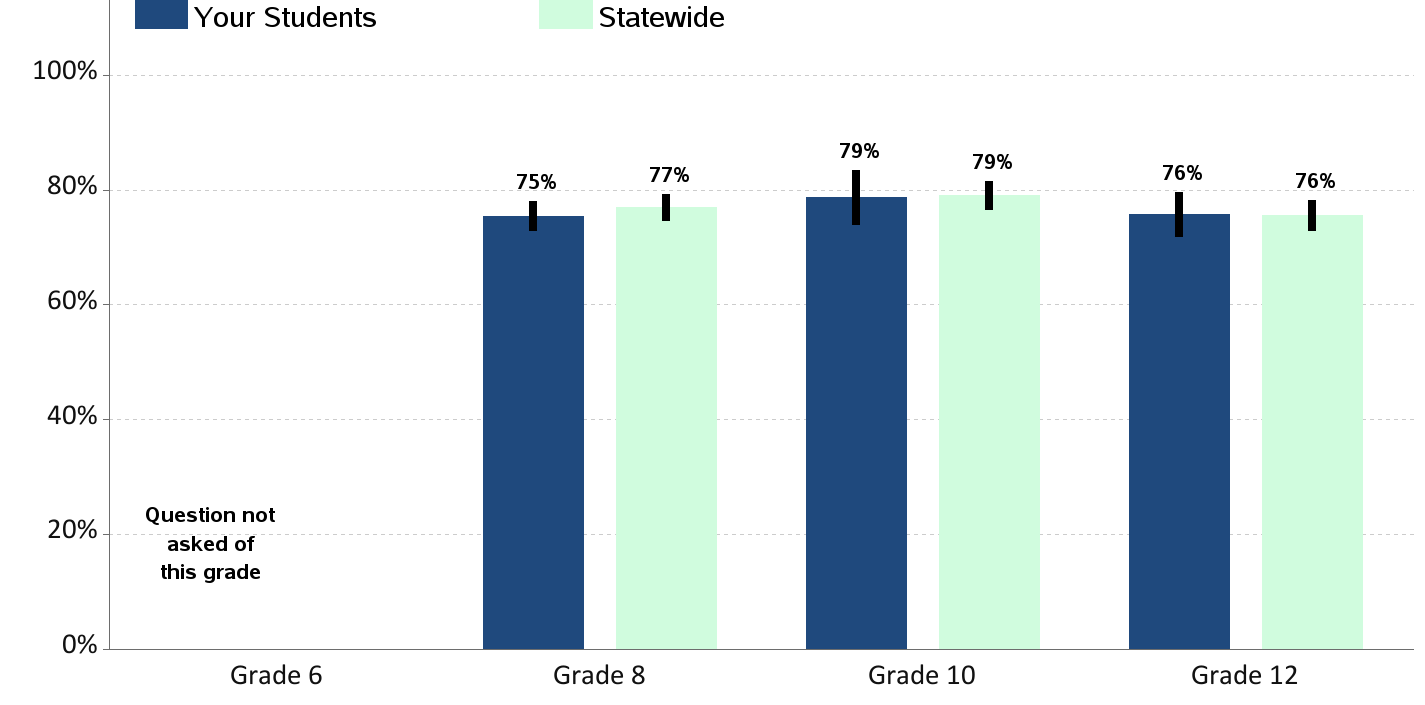 Your Students
Statewide
100%
80%
60%
40%
20%
0%
75%
77%
79%
79%
76%
76%
Question not
asked of
this grade
Grade 6
Grade 8
Grade 10
Grade 12